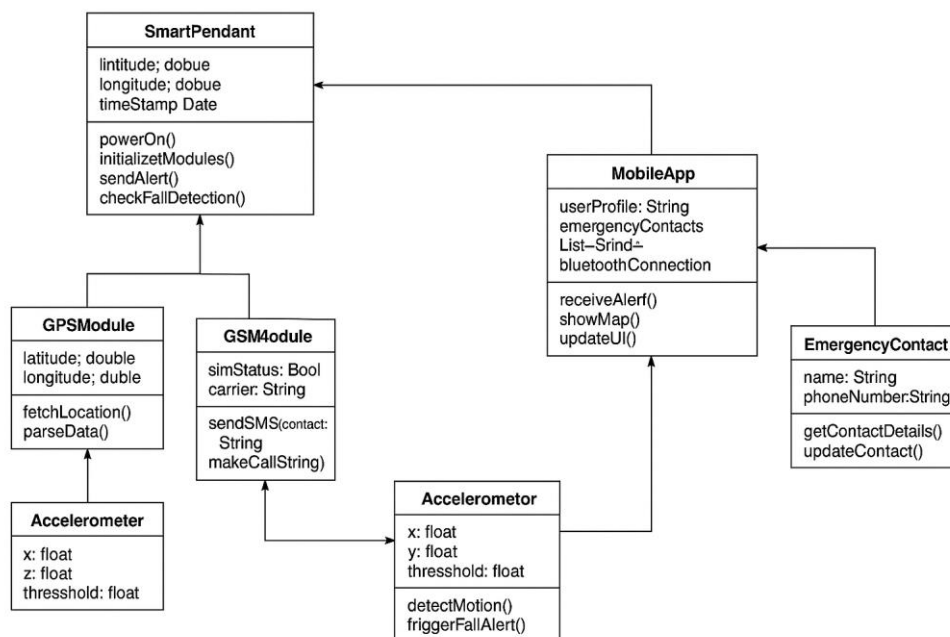 SmartPendant
lintitude; dobue
longitude; dobue
timeStamp Date
powerOn()
initializetModules()
sendAlert()
checkFallDetection()
MobileApp
userProfile: String
emergencyContacts
List–Srind∸
bluetoothConnection
receiveAlerf()
showMap()
updateUI()
GPSModule
latitude; double
longitude; duble
fetchLocation()
parseData()
GSM4odule
simStatus: Bool
carrier: String
sendSMS(contact:
String
makeCallString)
EmergencyContact
name: String
phoneNumber:String
getContactDetails()
updateContact()
Accelerometer
x: float
z: float
thresshold: float
Accelerometor
x: float
y: float
thresshold: float
detectMotion()
friggerFallAlert()